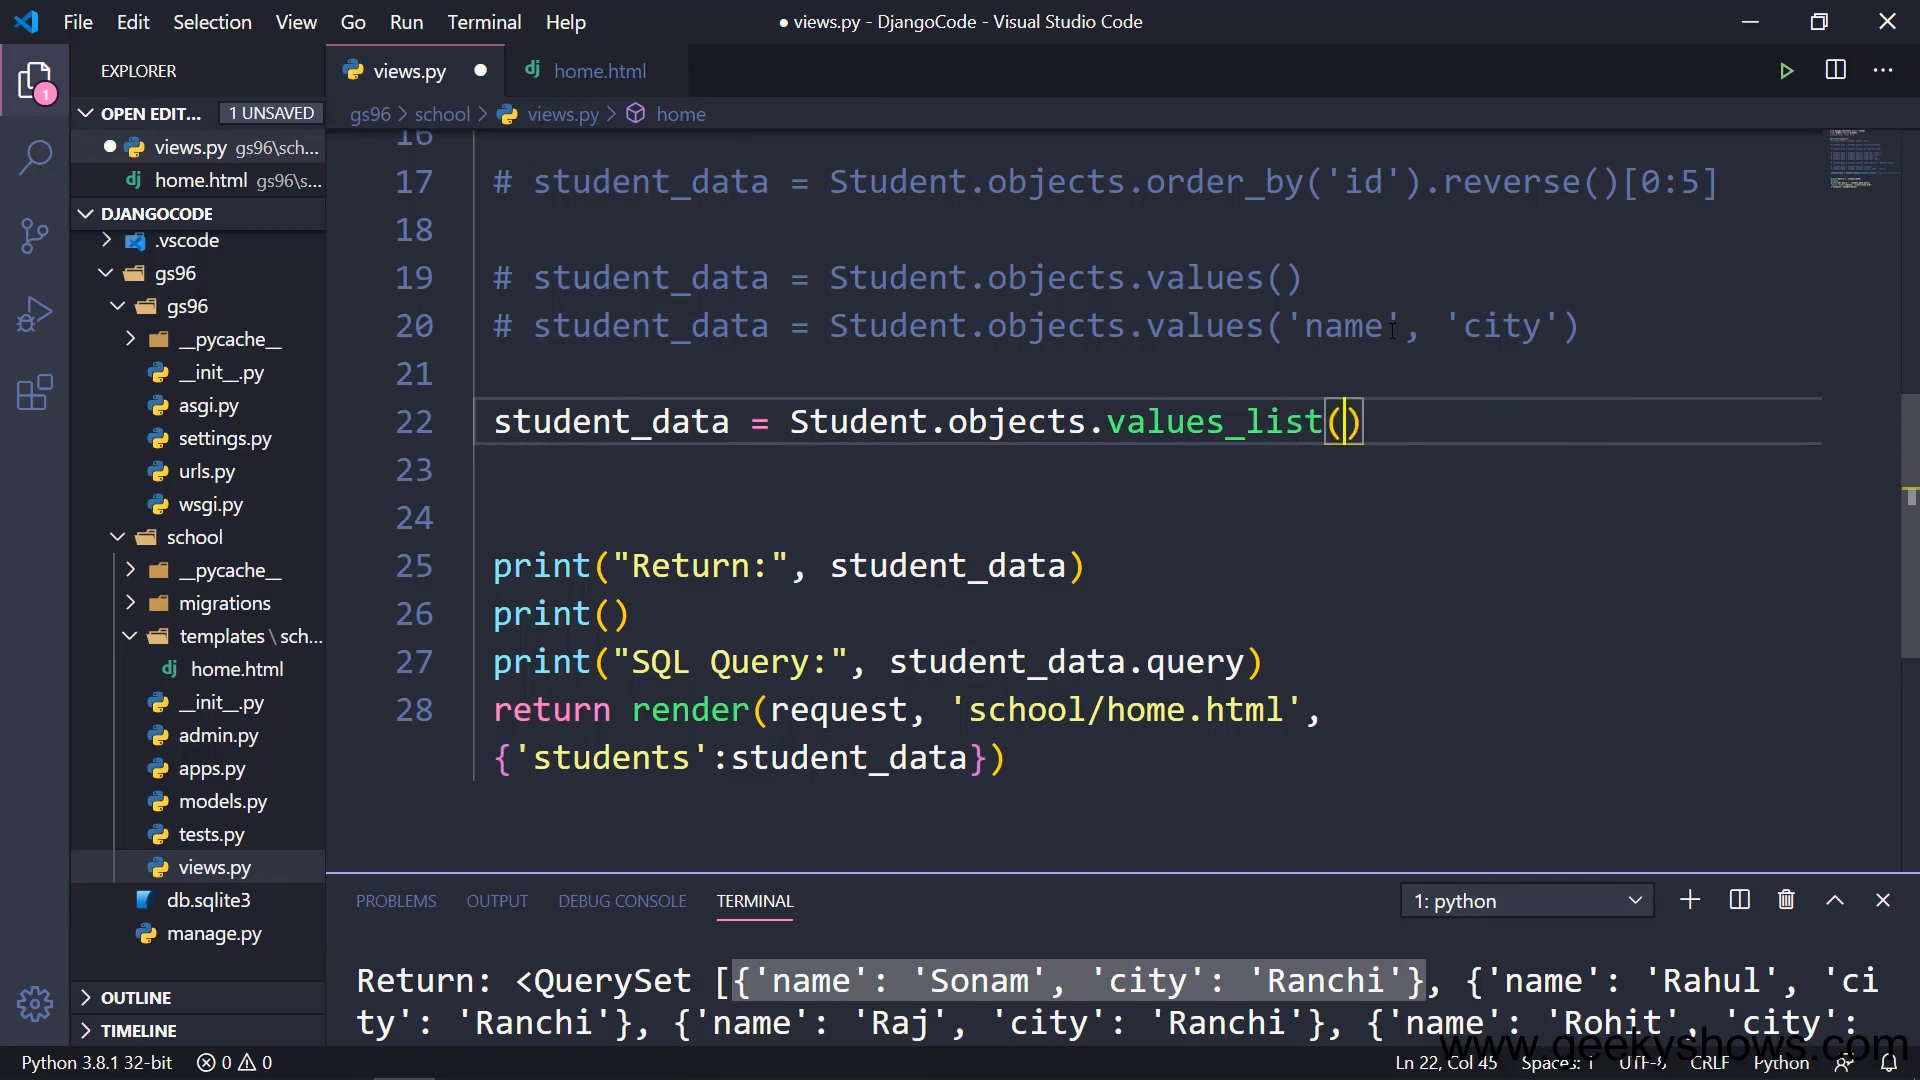 File Edit Selection View Go Run Terminal Help
● views.py - DjangoCode - Visual Studio Code
EXPLORER
views.py
home.html
OPEN EDIT... 1 UNSAVED
gs96 > school > views.py > home
views.py gs96\sch...
home.html gs96\s...
DJANGOCODE
.vscode
gs96
gs96
__pycache__
__init__.py
asgi.py
settings.py
urls.py
wsgi.py
school
__pycache__
migrations
templates \ sch...
home.html
__init__.py
admin.py
apps.py
models.py
tests.py
views.py
db.sqlite3
manage.py
OUTLINE
TIMELINE
1
16
17 # student_data = Student.objects.order_by('id').reverse()[0:5]
18
19 # student_data = Student.objects.values()
20 # student_data = Student.objects.values('name', 'city')
21
22 student_data = Student.objects.values_list()
23
24
25 print("Return:", student_data)
26 print()
27 print("SQL Query:", student_data.query)
28 return render(request, 'school/home.html',
{'students':student_data})
PROBLEMS OUTPUT DEBUG CONSOLE TERMINAL
1: python
Return: <QuerySet [{'name': 'Sonam', 'city': 'Ranchi'}, {'name': 'Rahul', 'ci
ty': 'Ranchi'}, {'name': 'Raj', 'city': 'Ranchi'}, {'name': 'Rohit', 'city':
www.geekyshows.com
Python 3.8.1 32-bit 0 0
Ln 22, Col 45 Spaces: UTF-8 CRLF Python